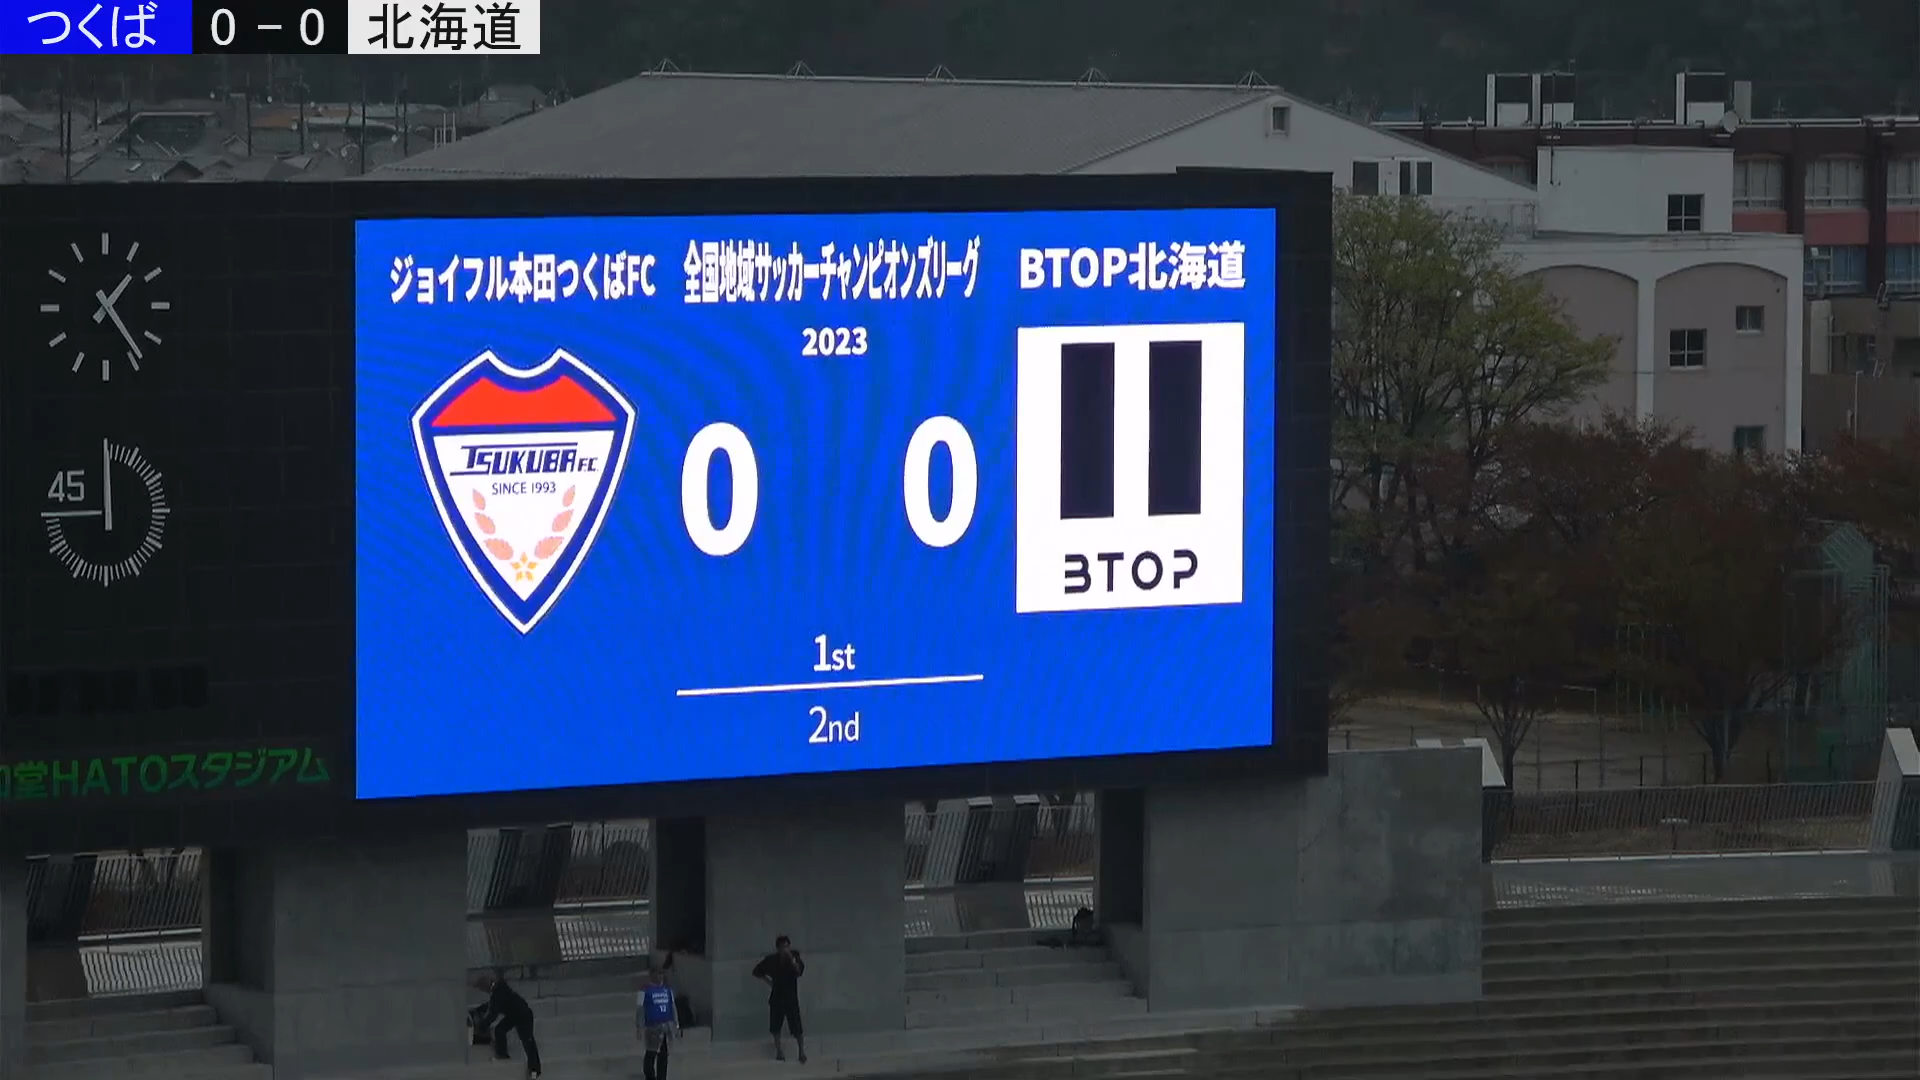 つくば 0 - 0 北海道
ジョイフル本田つくばFC 全国地域サッカーチャンピオンズリーグ BTOP北海道
2023
TSUKUBA F.C.
SINCE 1993
0 0
45
BTOP
1st
2nd
堂HATOスタジアム